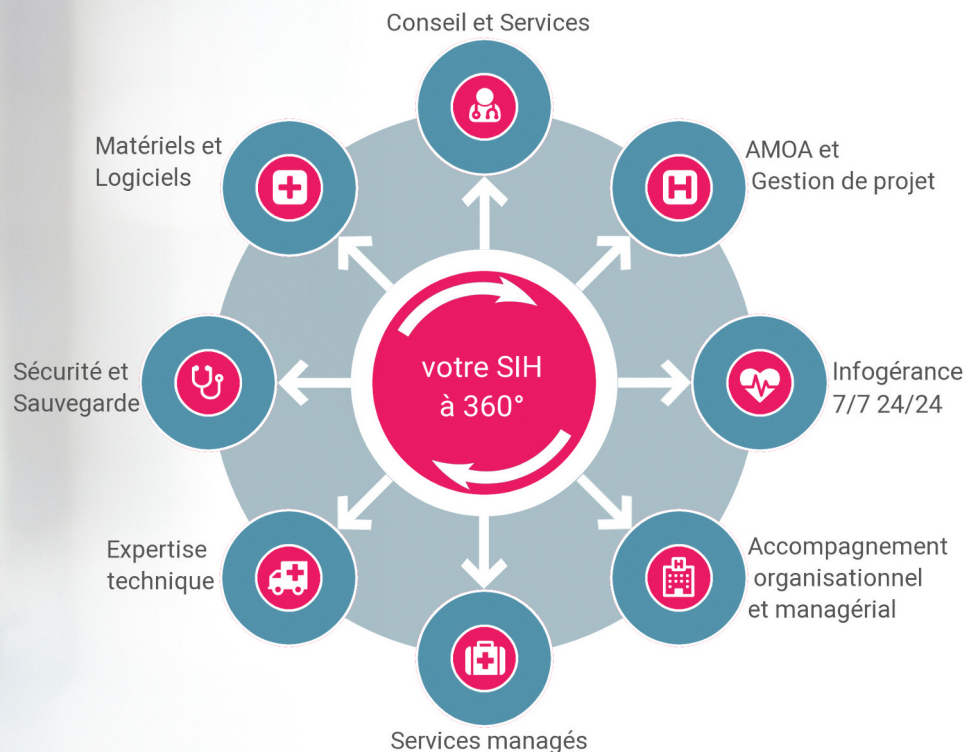 Conseil et Services
Matériels et
Logiciels
AMOA et
Gestion de projet
votre SIH
à 360°
Sécurité et
Sauvegarde
Infogérance
7/7 24/24
Expertise
technique
Accompagnement
organisationnel
et managérial
Services managés